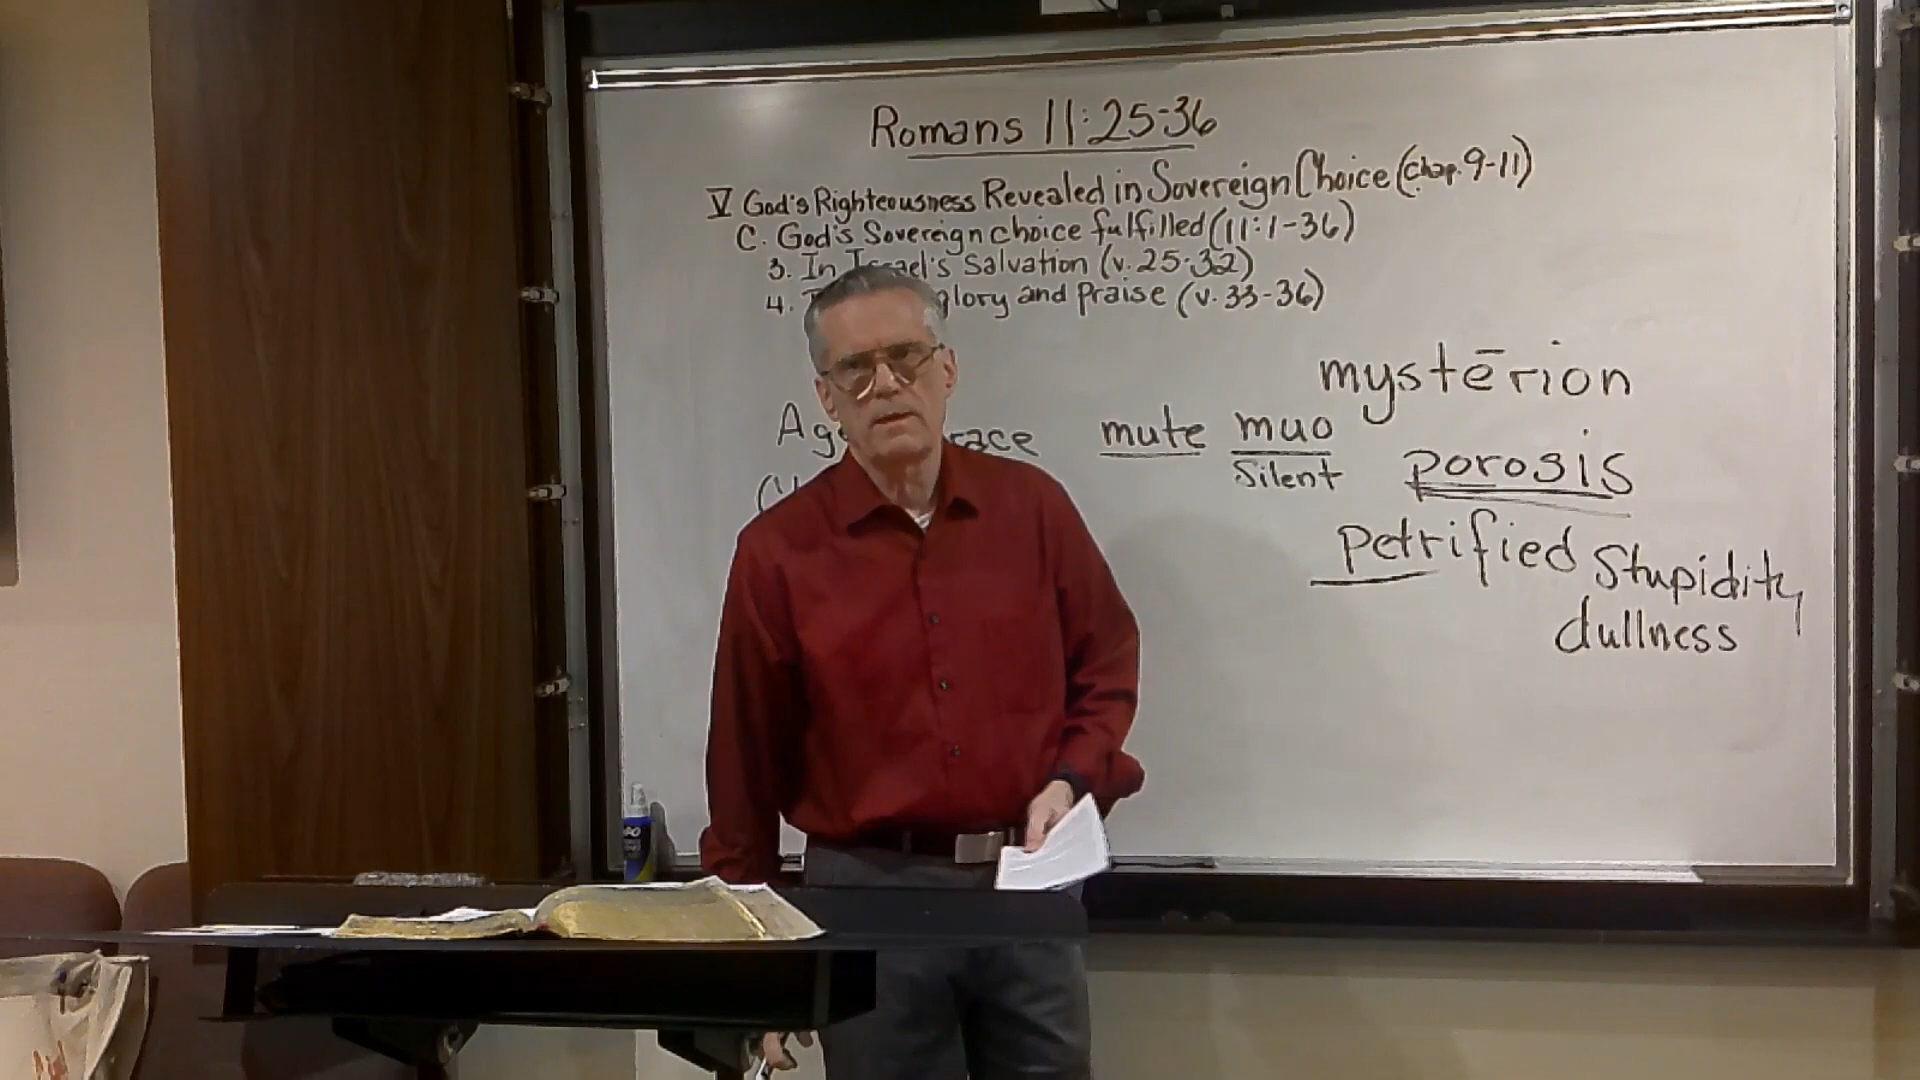 Romans 11:25-36
V God's Righteousness Revealed in Sovereign Choice (Chap. 9-11)
C. God's Sovereign choice fulfilled (11:1-36)
3. In Israel's Salvation (v. 25-32)
4. glory and Praise (v. 33-36)
mystērion
mute muo
Silent
porosis
petrified Stupidity
dullness